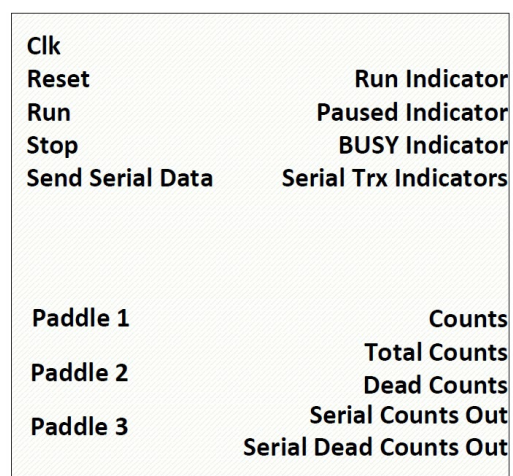 Clk
Reset Run Indicator
Run Paused Indicator
Stop BUSY Indicator
Send Serial Data Serial Trx Indicators
Paddle 1 Counts
Total Counts
Paddle 2
Dead Counts
Serial Counts Out
Paddle 3
Serial Dead Counts Out